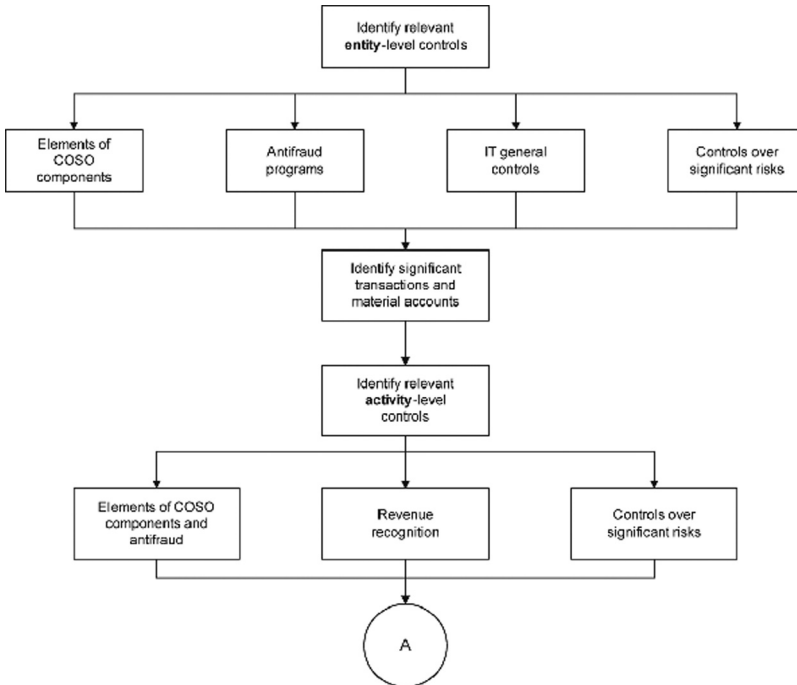 Identify relevant
entity-level controls
Elements of
COSO
components
Antifraud
programs
IT general
controls
Controls over
significant risks
Identify significant
transactions and
material accounts
Identify relevant
activity-level
controls
Elements of COSO
components and
antifraud
Revenue
recognition
Controls over
significant risks
A